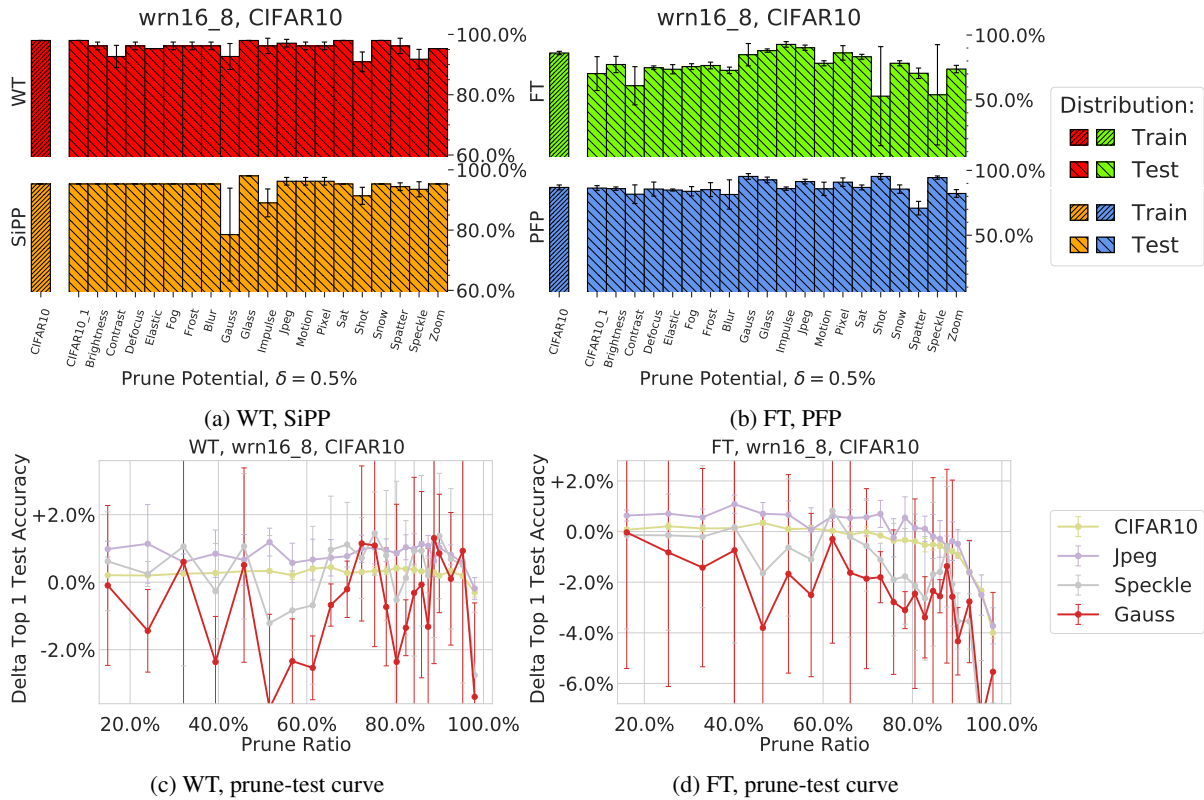 wrn16_8, CIFAR10
WT
100.0%
80.0%
60.0%
SiPP
100.0%
80.0%
60.0%
CIFAR10
CIFAR10_1
Brightness
Contrast
Defocus
Elastic
Fog
Frost
Blur
Gauss
Glass
Impulse
Jpeg
Motion
Pixel
Sat
Shot
Snow
Spatter
Speckle
Zoom
Prune Potential, δ = 0.5%
(a) WT, SiPP
wrn16_8, CIFAR10
FT
100.0%
50.0%
PFP
100.0%
50.0%
CIFAR10
CIFAR10_1
Brightness
Contrast
Defocus
Elastic
Fog
Frost
Blur
Gauss
Glass
Impulse
Jpeg
Motion
Pixel
Sat
Shot
Snow
Spatter
Speckle
Zoom
Prune Potential, δ = 0.5%
(b) FT, PFP
Distribution:
Train
Test
Train
Test
WT, wrn16_8, CIFAR10
Delta Top 1 Test Accuracy
+2.0%
0.0%
-2.0%
20.0% 40.0% 60.0% 80.0% 100.0%
Prune Ratio
(c) WT, prune-test curve
FT, wrn16_8, CIFAR10
Delta Top 1 Test Accuracy
+2.0%
0.0%
-2.0%
-4.0%
-6.0%
20.0% 40.0% 60.0% 80.0% 100.0%
Prune Ratio
(d) FT, prune-test curve
CIFAR10
Jpeg
Speckle
Gauss